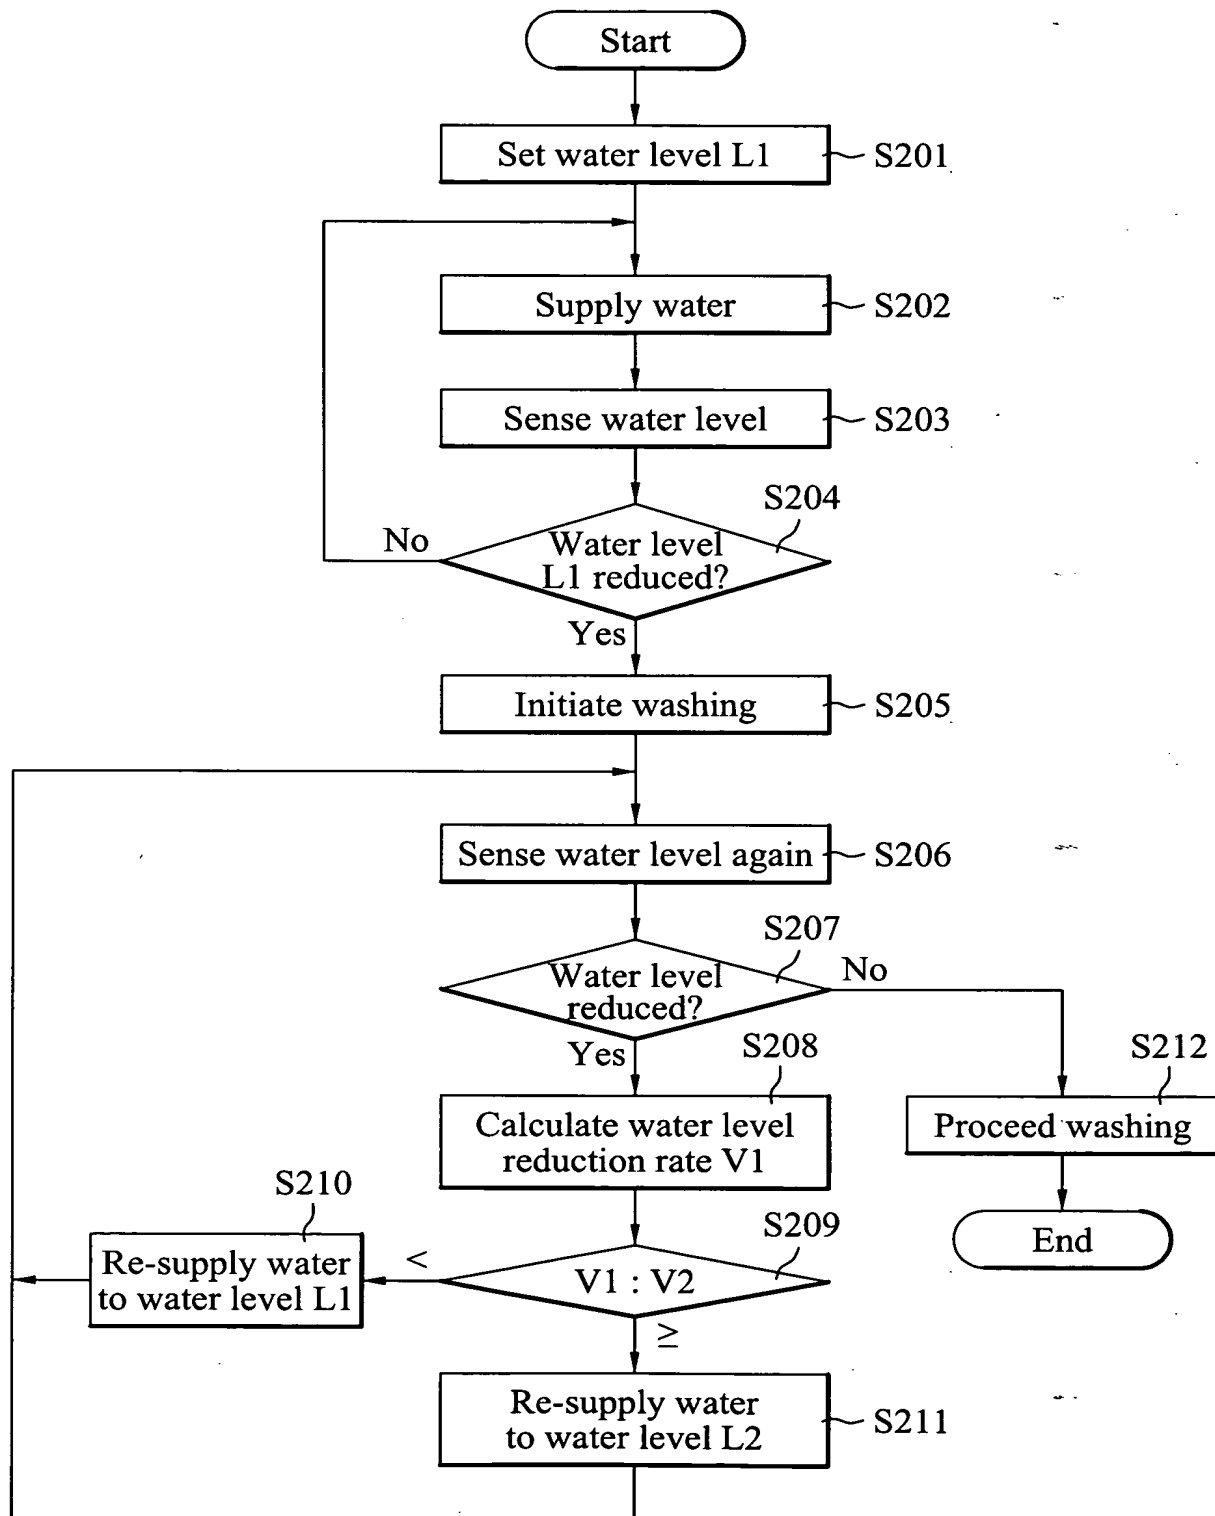 Start
Set water level L1
S201
Supply water
S202
Sense water level
S203
S204
No
Water level
L1 reduced?
Yes
Initiate washing
S205
Sense water level again
S206
S207
Water level
reduced?
No
Yes
S208
S212
Calculate water level
reduction rate V1
Proceed washing
S210
S209
End
Re-supply water
to water level L1
<
V1 : V2
≥
Re-supply water
to water level L2
S211